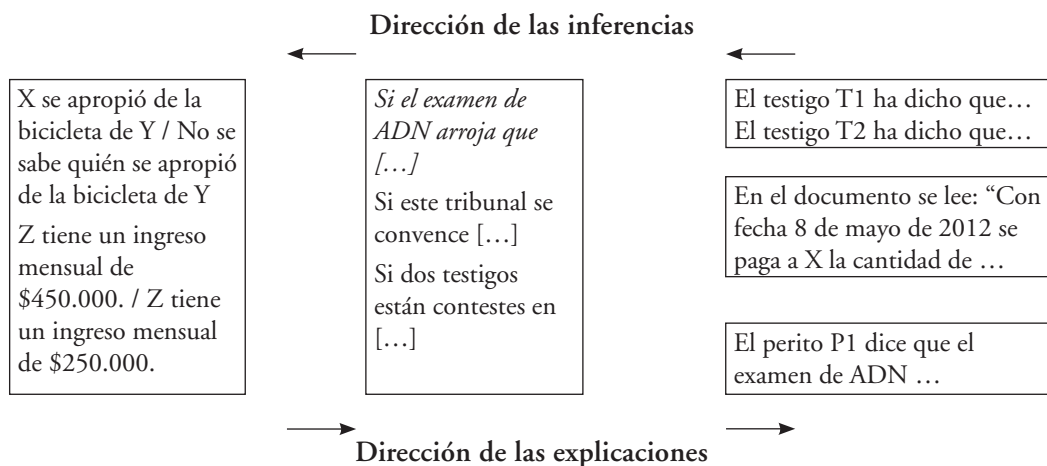 Dirección de las inferencias
X se apropió de la
bicicleta de Y / No se
sabe quién se apropió
de la bicicleta de Y
Z tiene un ingreso
mensual de
$450.000. / Z tiene
un ingreso mensual
de $250.000.
Si el examen de
ADN arroja que
[…]
Si este tribunal se
convence […]
Si dos testigos
están contestes en
[…]
El testigo T1 ha dicho que…
El testigo T2 ha dicho que…
En el documento se lee: “Con
fecha 8 de mayo de 2012 se
paga a X la cantidad de …
El perito P1 dice que el
examen de ADN …
Dirección de las explicaciones